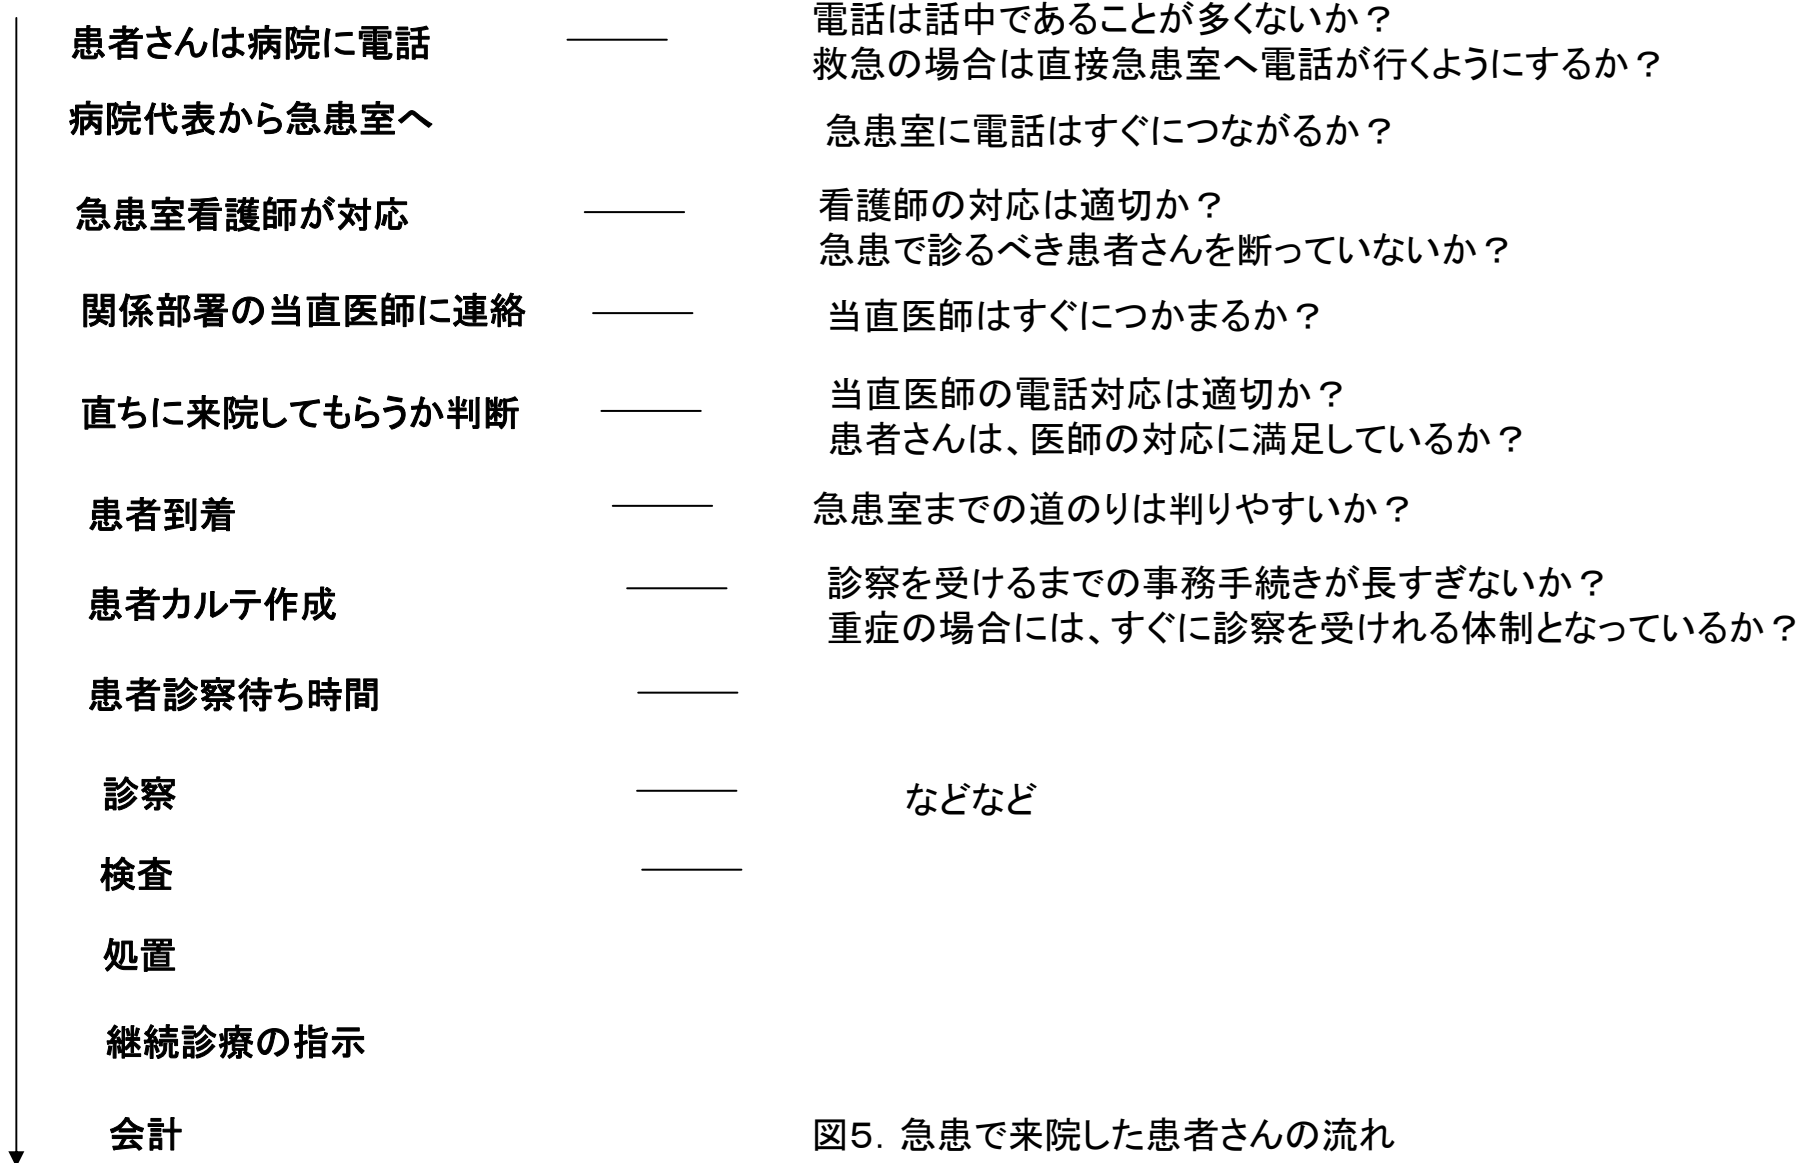 患者さんは病院に電話
電話は話中であることが多くないか？
救急の場合は直接急患室へ電話が行くようにするか？
病院代表から急患室へ
急患室に電話はすぐにつながるか？
急患室看護師が対応
看護師の対応は適切か？
急患で診るべき患者さんを断っていないか？
関係部署の当直医師に連絡
当直医師はすぐにつかまるか？
直ちに来院してもらうか判断
当直医師の電話対応は適切か？
患者さんは、医師の対応に満足しているか？
患者到着
急患室までの道のりは判りやすいか？
患者カルテ作成
診察を受けるまでの事務手続きが長すぎないか？
重症の場合には、すぐに診察を受けれる体制となっているか？
患者診察待ち時間
診察
などなど
検査
処置
継続診療の指示
会計
図５．急患で来院した患者さんの流れ